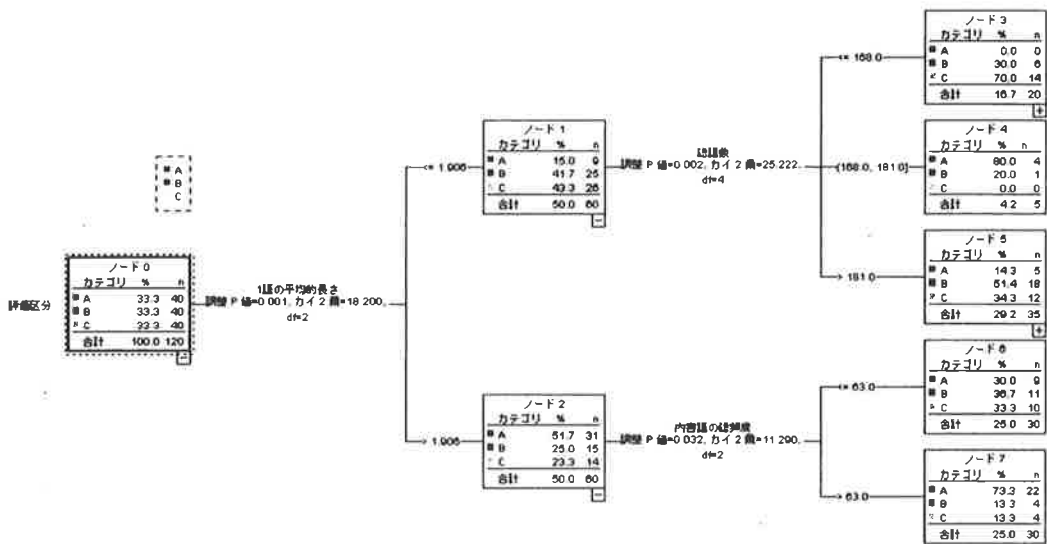 A
B
C
評価区分
ノード 0
カテゴリ % n
A 33.3 40
B 33.3 40
C 33.3 40
合計 100.0 120
1語の平均的長さ
調整 P 値=0.001, カイ 2 乗=18.200,
df=2
<= 1.906
ノード 1
カテゴリ % n
A 15.0 9
B 41.7 25
C 43.3 26
合計 50.0 60
> 1.906
ノード 2
カテゴリ % n
A 51.7 31
B 25.0 15
C 23.3 14
合計 50.0 60
総語数
調整 P 値=0.002, カイ 2 乗=25.222,
df=4
<= 168.0
ノード 3
カテゴリ % n
A 0.0 0
B 30.0 6
C 70.0 14
合計 16.7 20
(168.0, 181.0]
ノード 4
カテゴリ % n
A 80.0 4
B 20.0 1
C 0.0 0
合計 4.2 5
> 181.0
ノード 5
カテゴリ % n
A 14.3 5
B 51.4 18
C 34.3 12
合計 29.2 35
内容語の総頻度
調整 P 値=0.032, カイ 2 乗=11.290,
df=2
<= 63.0
ノード 6
カテゴリ % n
A 30.0 9
B 36.7 11
C 33.3 10
合計 25.0 30
> 63.0
ノード 7
カテゴリ % n
A 73.3 22
B 13.3 4
C 13.3 4
合計 25.0 30